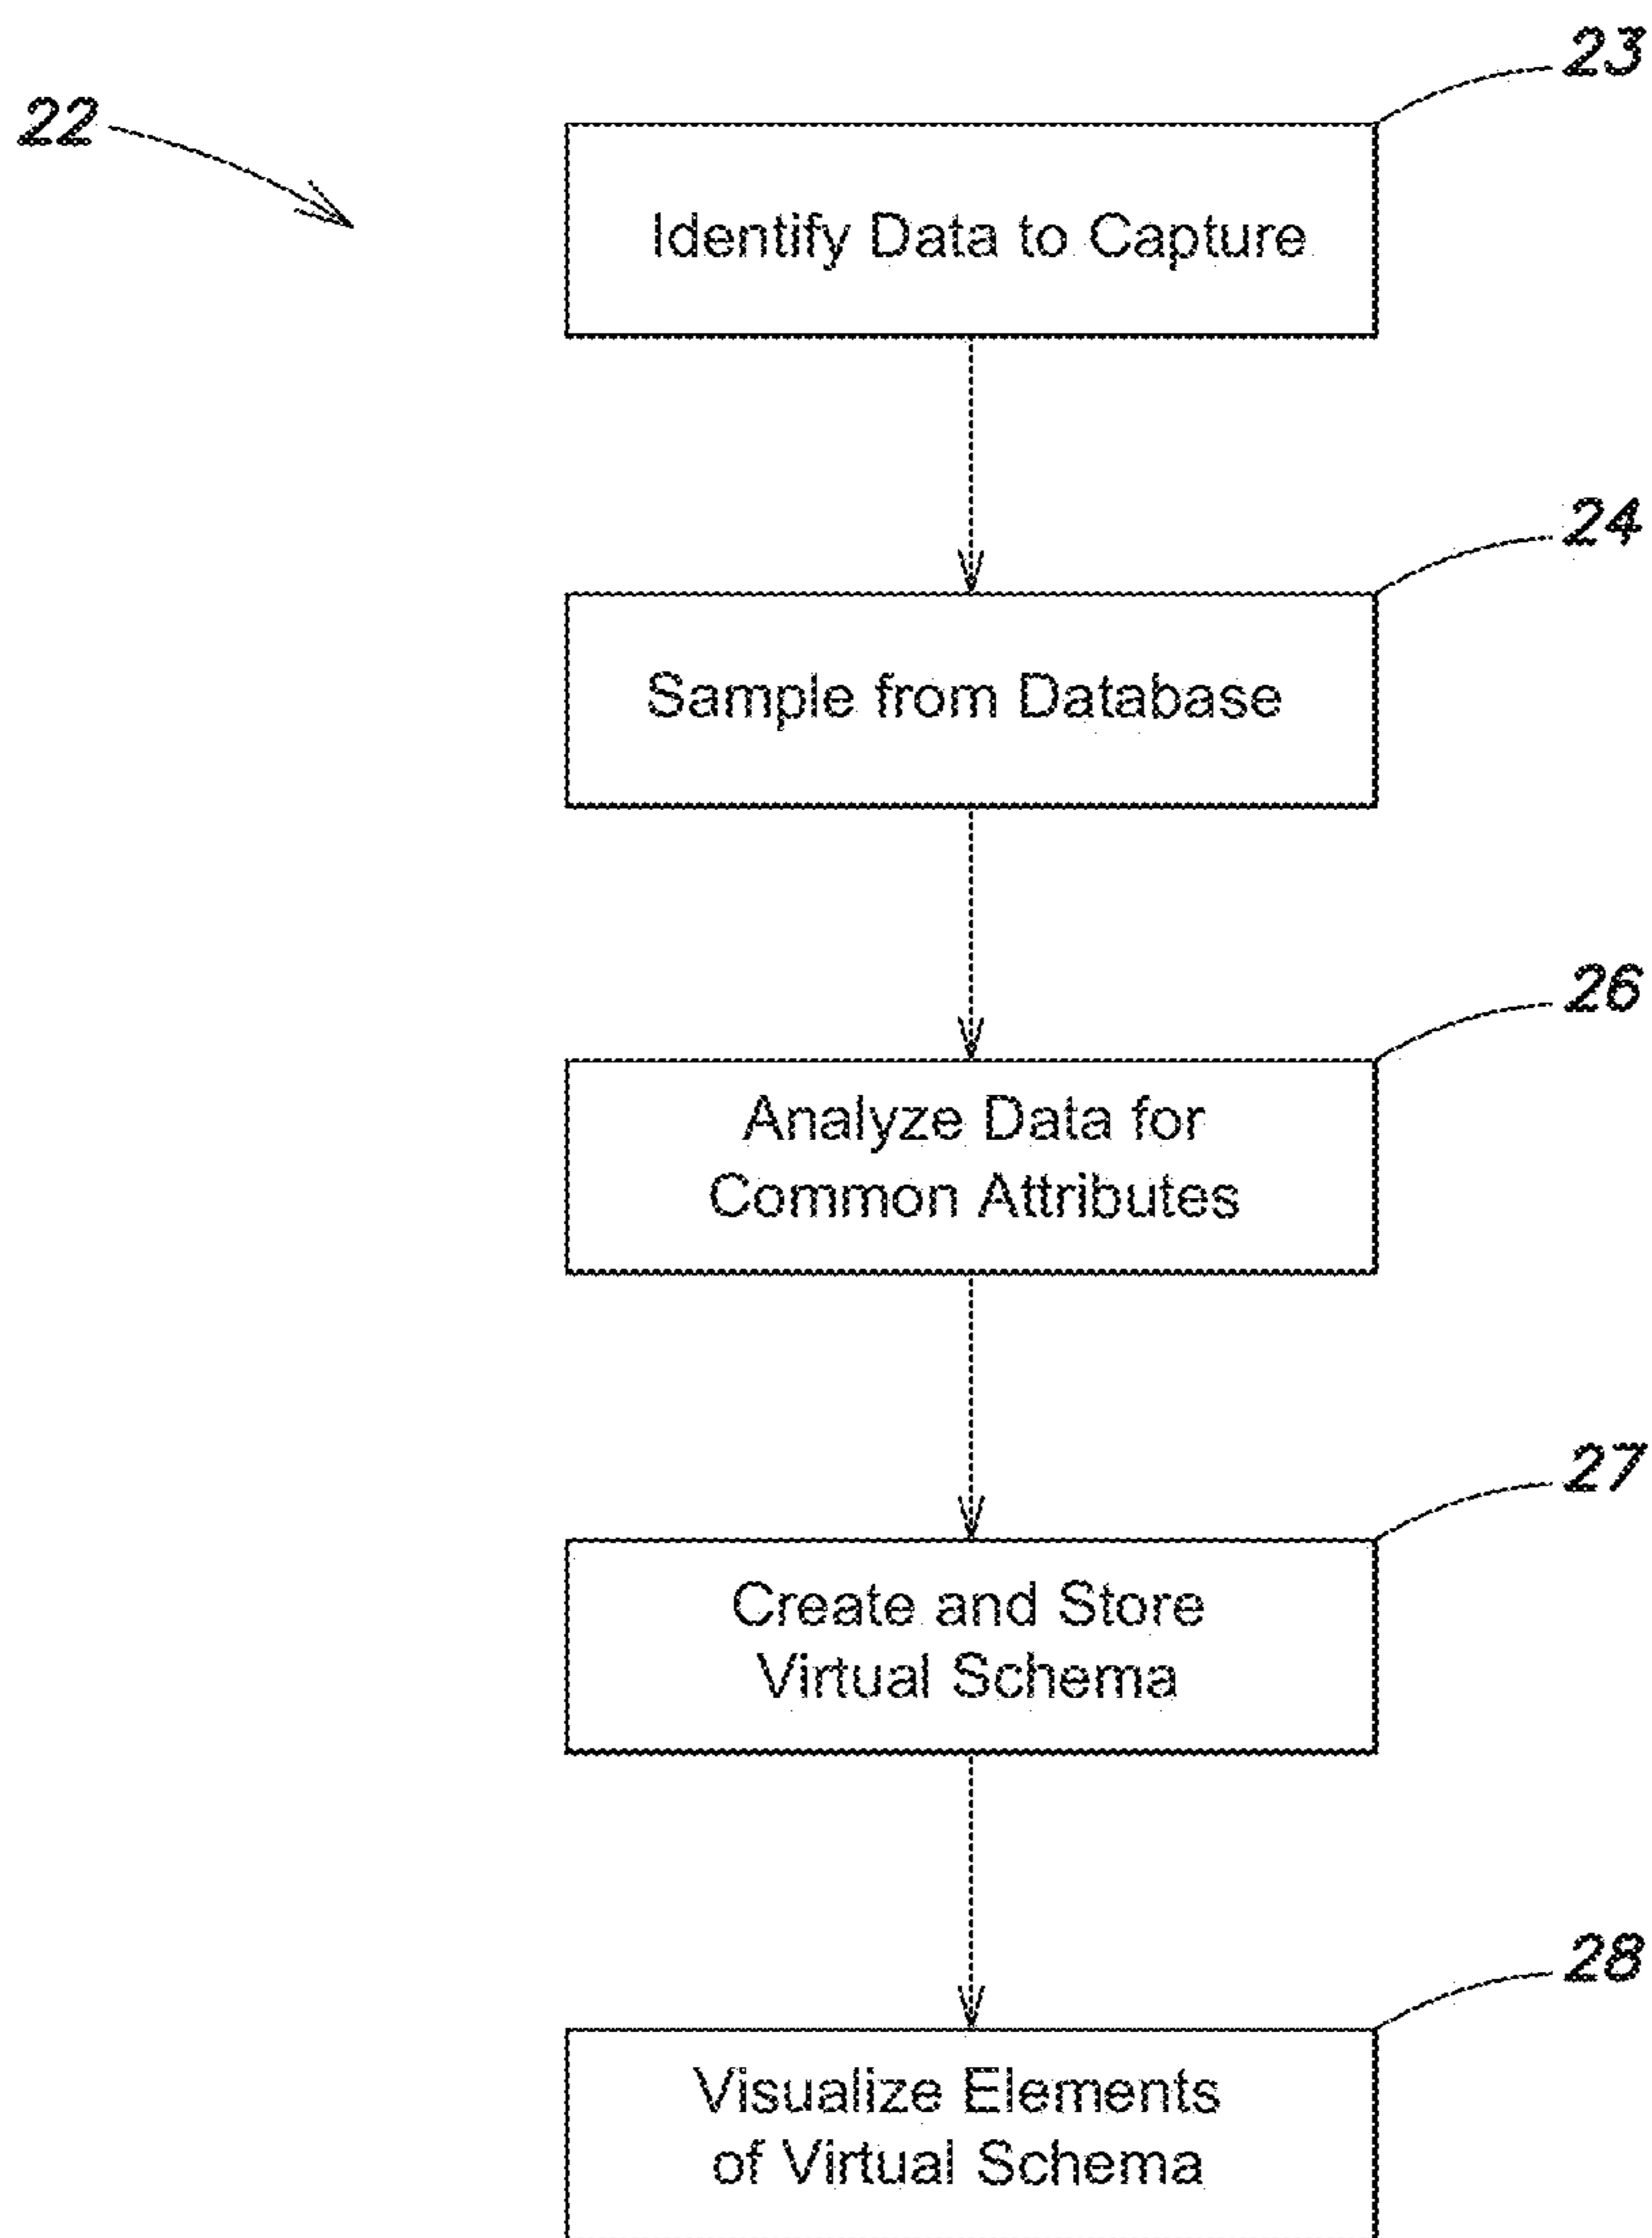 23
22
Identify Data to Capture
24
Sample from Database
26
Analyze Data for
Common Attributes
27
Create and Store
Virtual Schema
28
Visualize Elements
of Virtual Schema